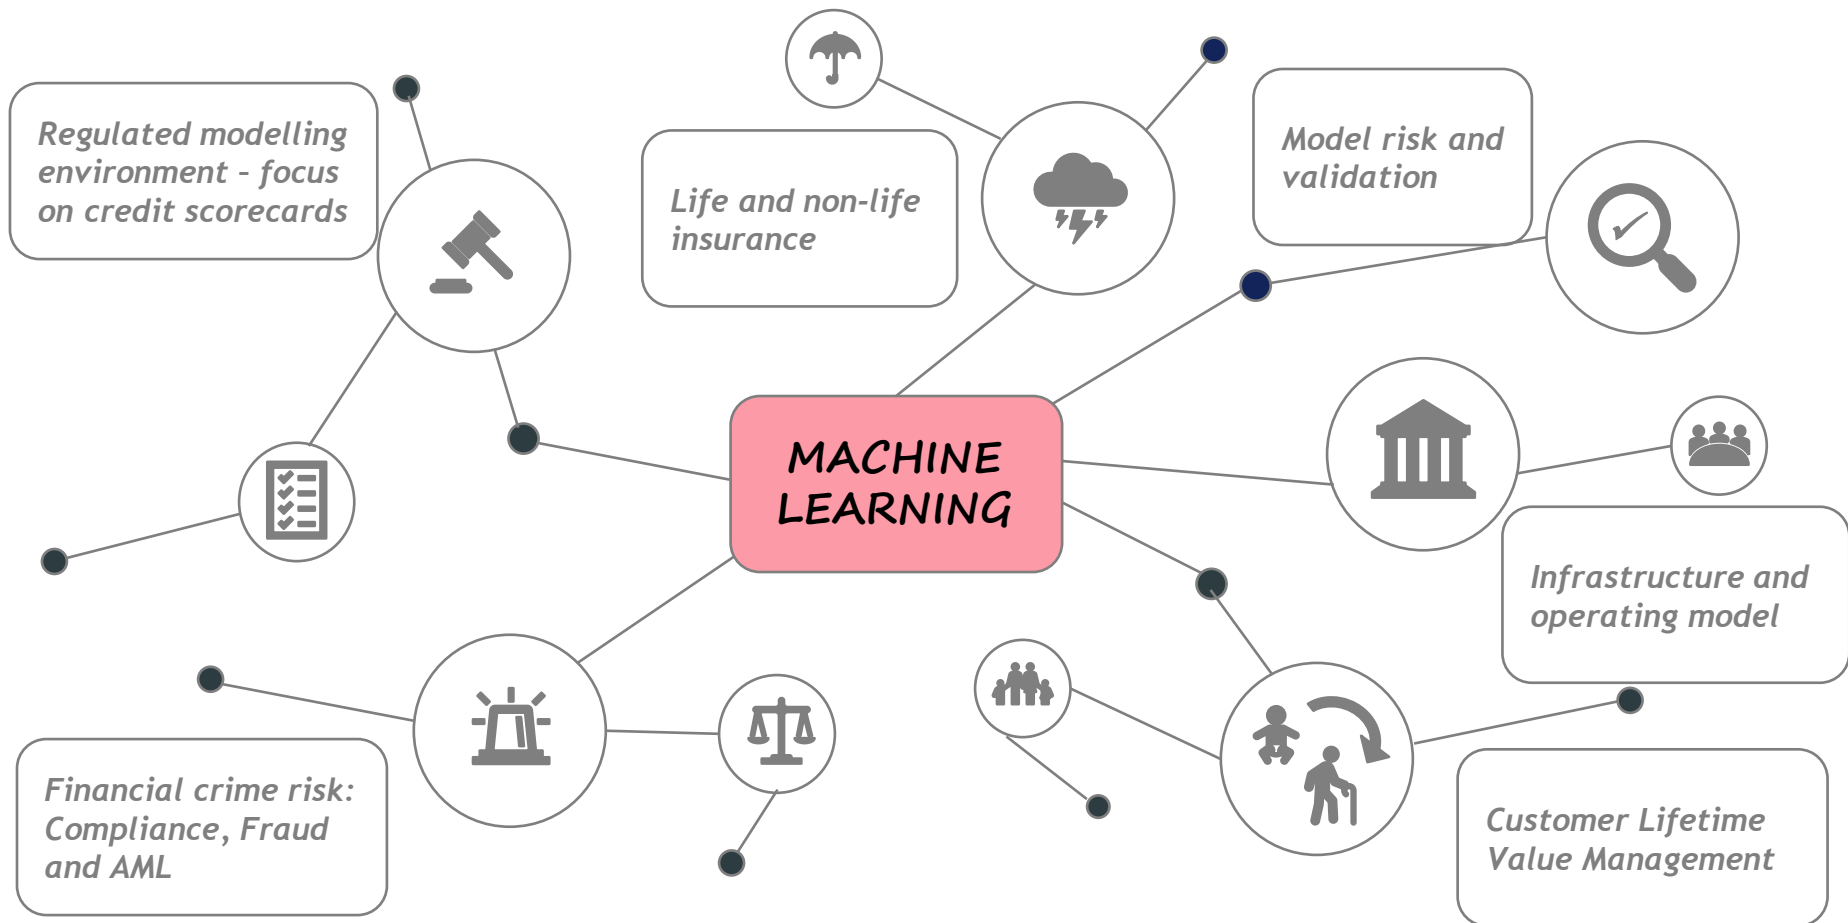 Regulated modelling
environment – focus
on credit scorecards
Life and non-life
insurance
Model risk and
validation
MACHINE
LEARNING
Infrastructure and
operating model
Financial crime risk:
Compliance, Fraud
and AML
Customer Lifetime
Value Management